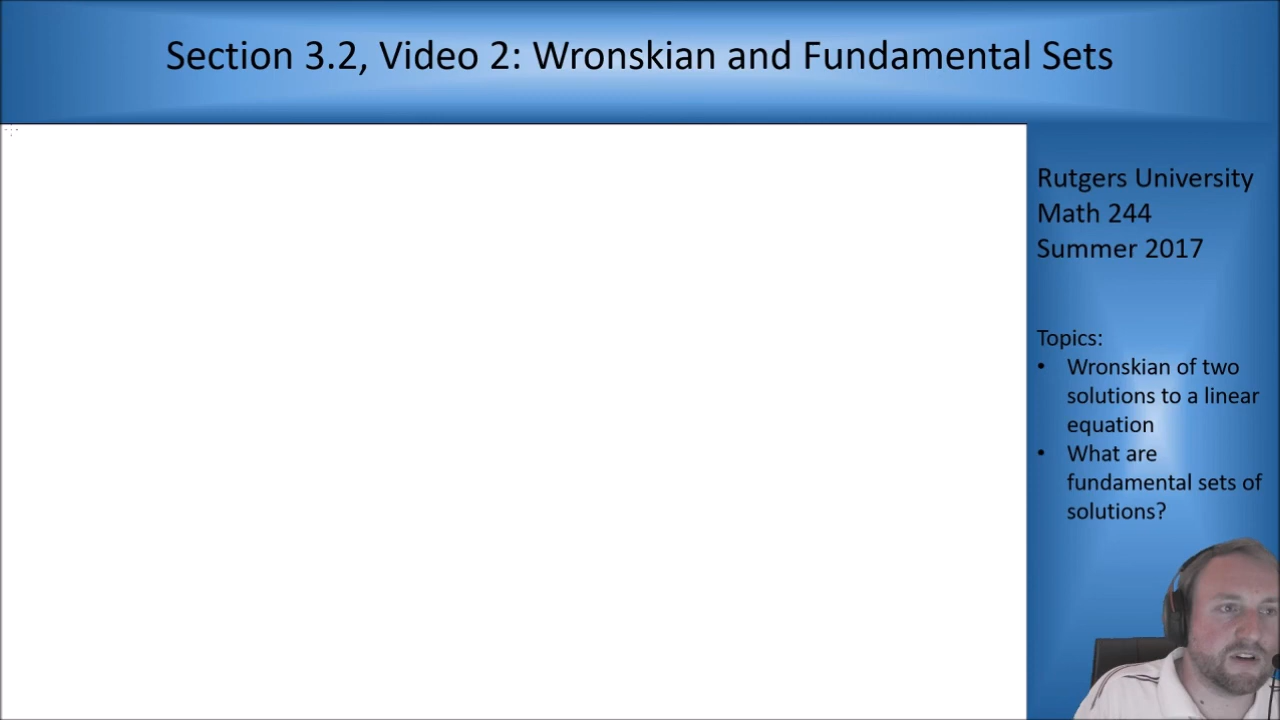 Section 3.2, Video 2: Wronskian and Fundamental Sets
Rutgers University
Math 244
Summer 2017
Topics:
• Wronskian of two
solutions to a linear
equation
• What are
fundamental sets of
solutions?